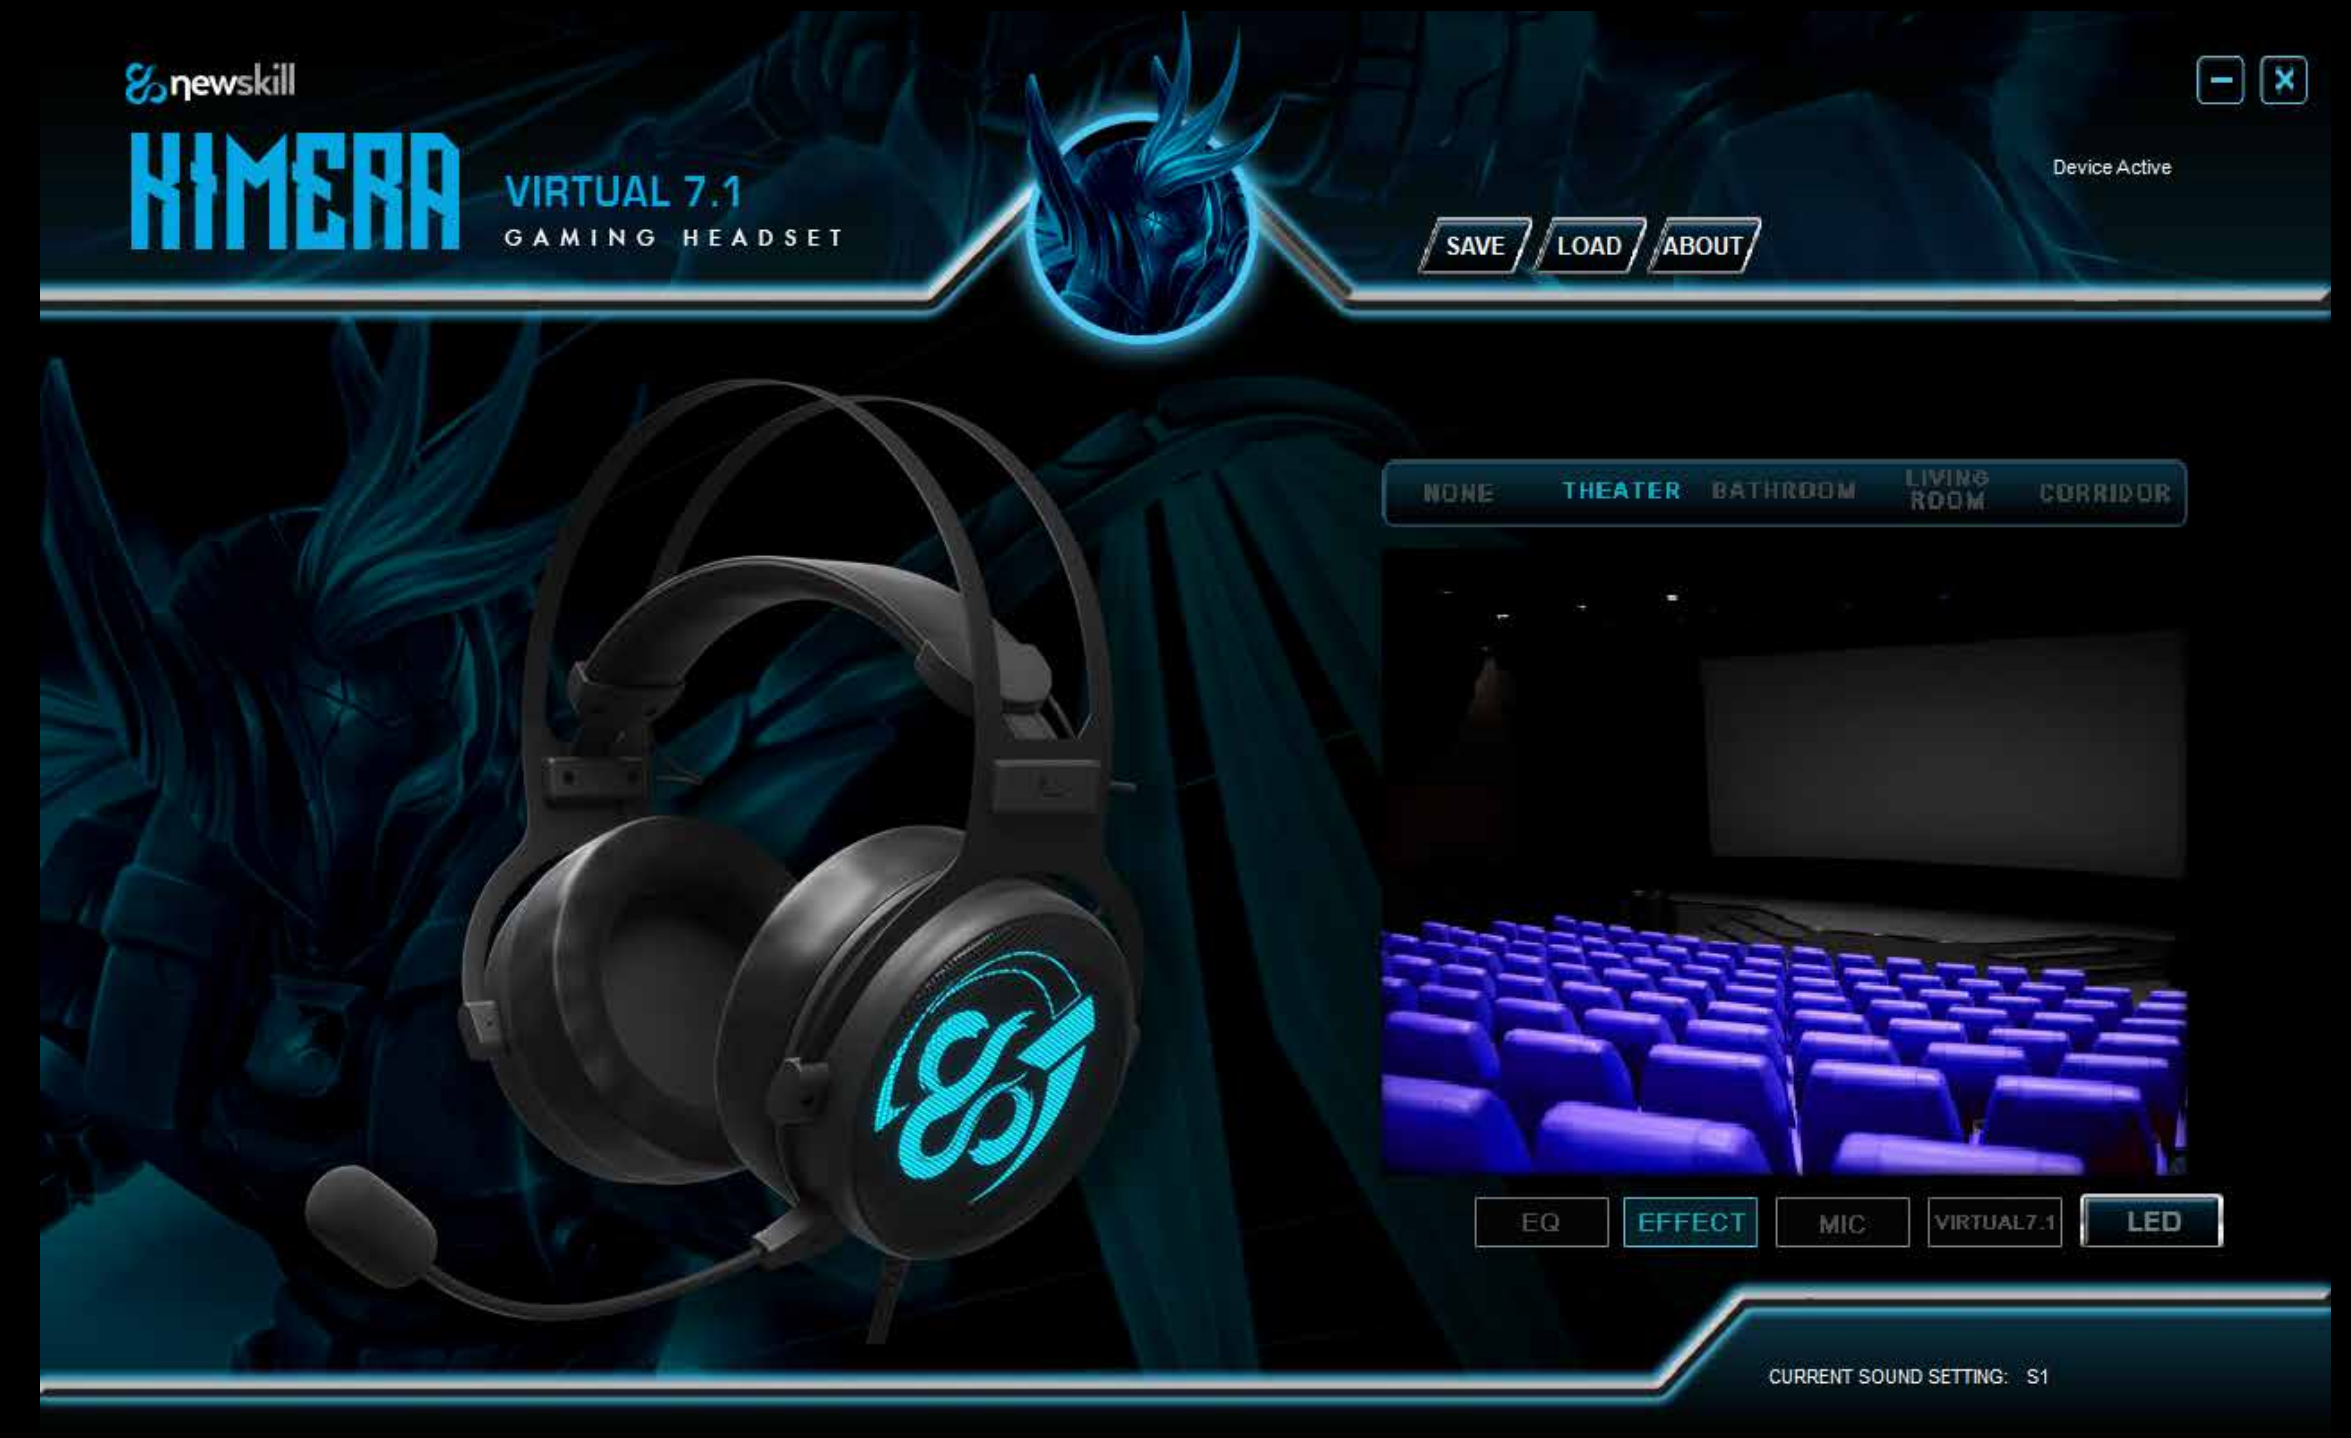 newskill
KIMERA
VIRTUAL 7.1
GAMING HEADSET
Device Active
SAVE
LOAD
ABOUT
NONE
THEATER
BATHROOM
LIVING
ROOM
CORRIDOR
EQ
EFFECT
MIC
VIRTUAL7.1
LED
CURRENT SOUND SETTING: S1